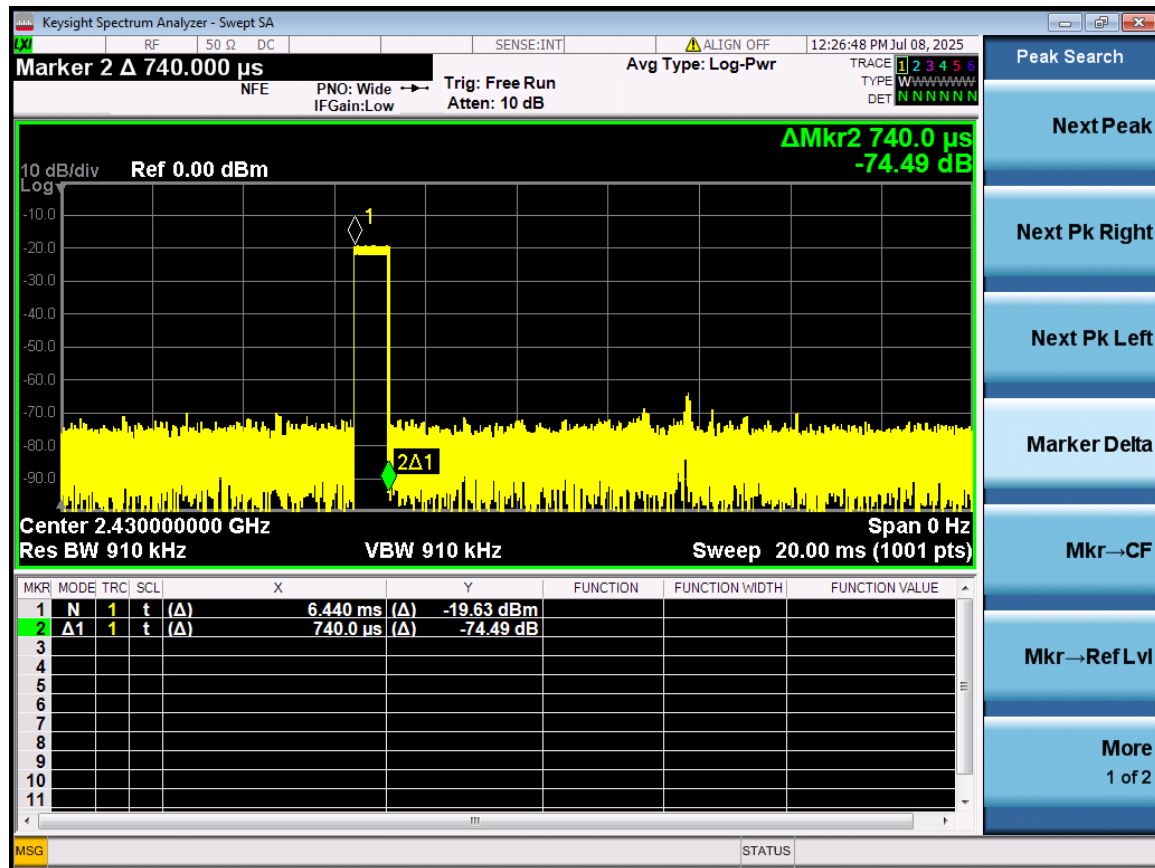 Keysight Spectrum Analyzer - Swept SA
LXI RF 50 Ω DC SENSE:INT ALIGN OFF 12:26:48 PM Jul 08, 2025
Marker 2 Δ 740.000 μs
NFE
PNO: Wide
IFGain:Low
Trig: Free Run
Atten: 10 dB
Avg Type: Log-Pwr
TRACE 1 2 3 4 5 6
TYPE WWWWWW
DET N N N N N N
ΔMkr2 740.0 μs
-74.49 dB
10 dB/div Ref 0.00 dBm
Log
-10.0
-20.0
-30.0
-40.0
-50.0
-60.0
-70.0
-80.0
-90.0
1
2Δ1
Center 2.430000000 GHz Span 0 Hz
Res BW 910 kHz VBW 910 kHz Sweep 20.00 ms (1001 pts)
MKR MODE TRC SCL X Y FUNCTION FUNCTION WIDTH FUNCTION VALUE
1 N 1 t (Δ) 6.440 ms (Δ) -19.63 dBm
2 Δ1 1 t (Δ) 740.0 μs (Δ) -74.49 dB
3
4
5
6
7
8
9
10
11
MSG STATUS
Peak Search
Next Peak
Next Pk Right
Next Pk Left
Marker Delta
Mkr→CF
Mkr→Ref Lvl
More
1 of 2